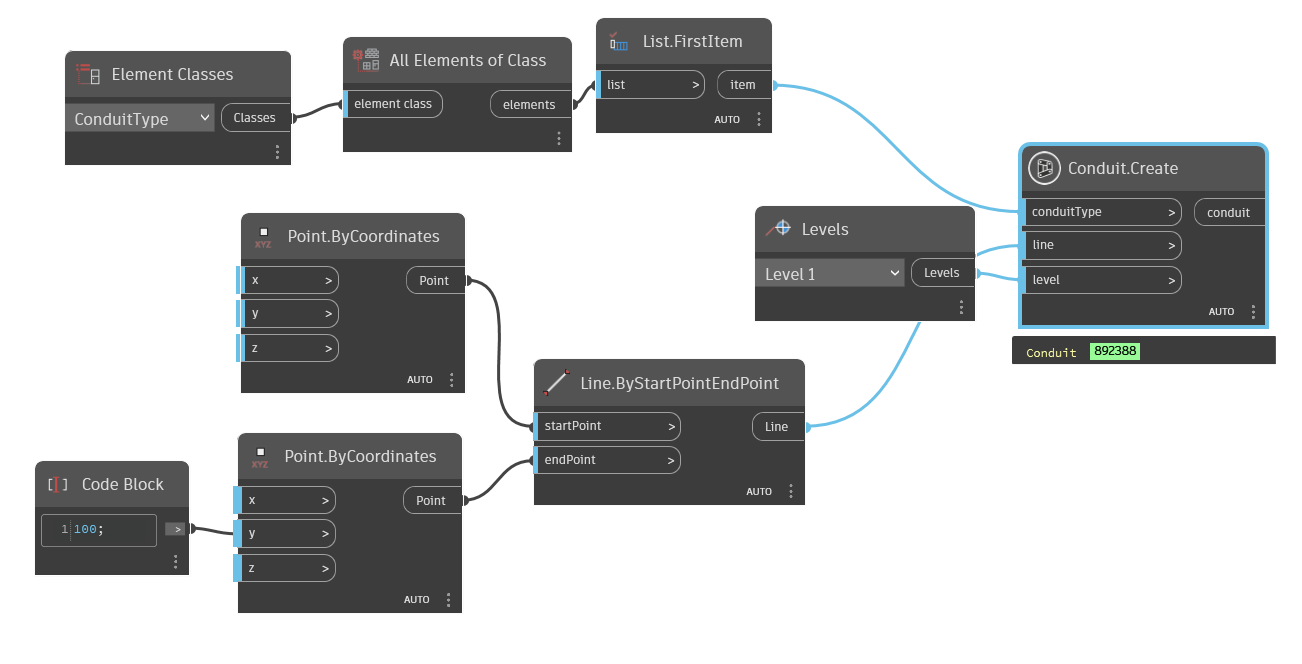 Element Classes
ConduitType
Classes
All Elements of Class
element class
elements
List.FirstItem
list >
item
AUTO
Point.ByCoordinates
XYZ
x >
Point
y >
z >
AUTO
Levels
Level 1
Levels
Conduit.Create
conduitType >
conduit
line >
level >
AUTO
Conduit 892388
Line.ByStartPointEndPoint
startPoint >
Line
endPoint >
AUTO
Code Block
1 100;
>
Point.ByCoordinates
XYZ
x >
Point
y >
z >
AUTO